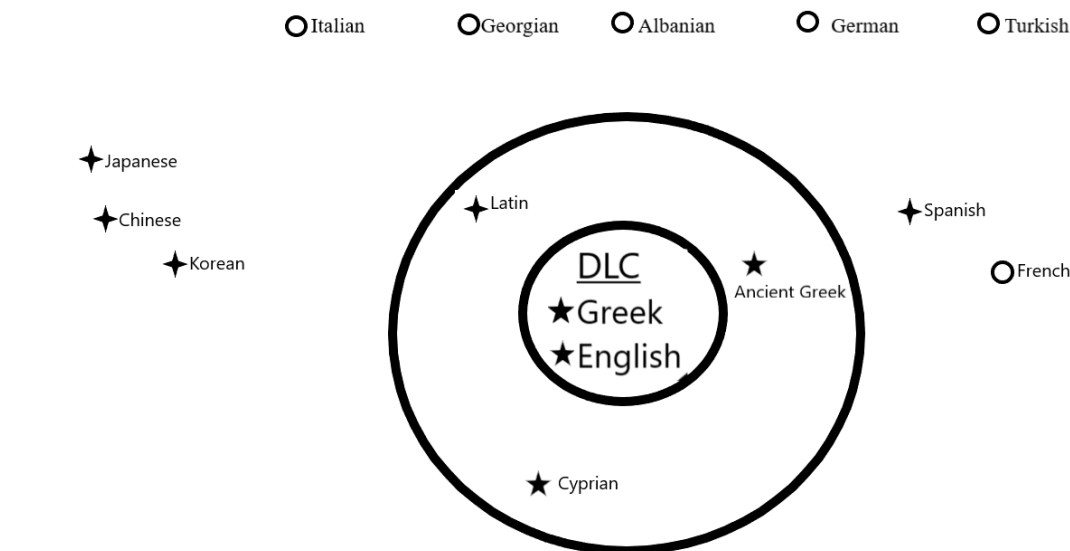 Italian
Georgian
Albanian
German
Turkish
Japanese
Chinese
Korean
Latin
DLC
Greek
English
Ancient Greek
Cyprian
Spanish
French